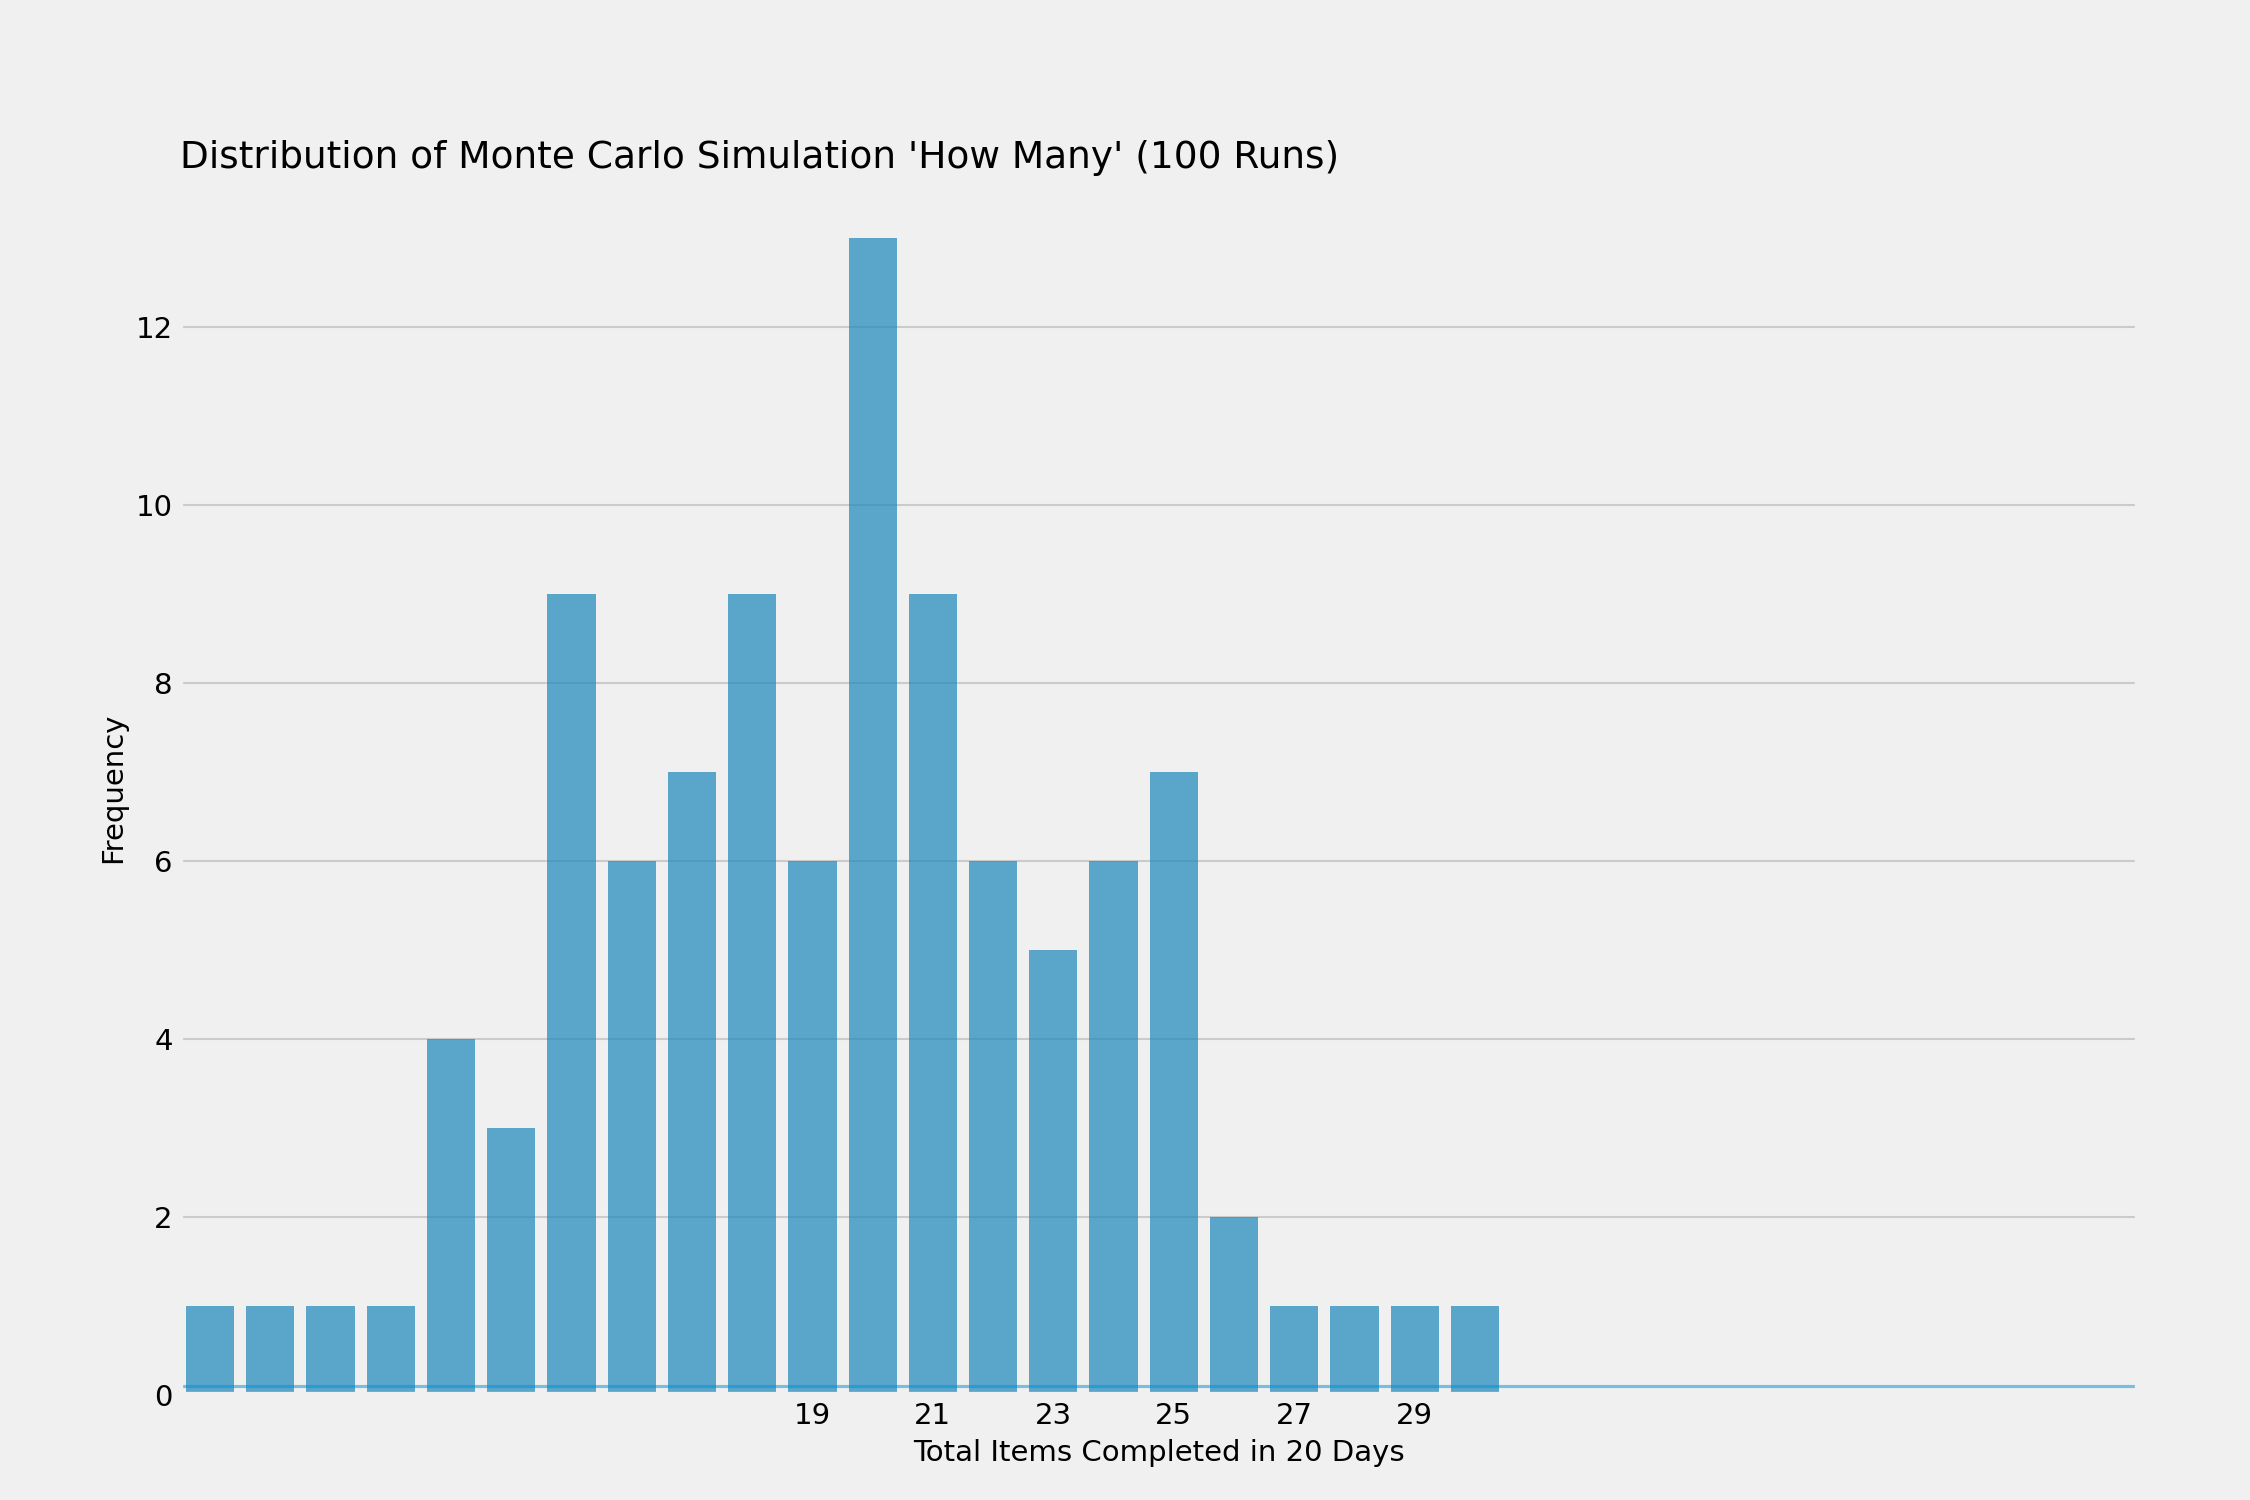 Distribution of Monte Carlo Simulation 'How Many' (100 Runs)
12
10
8
6
4
2
0
Frequency
19 21 23 25 27 29
Total Items Completed in 20 Days